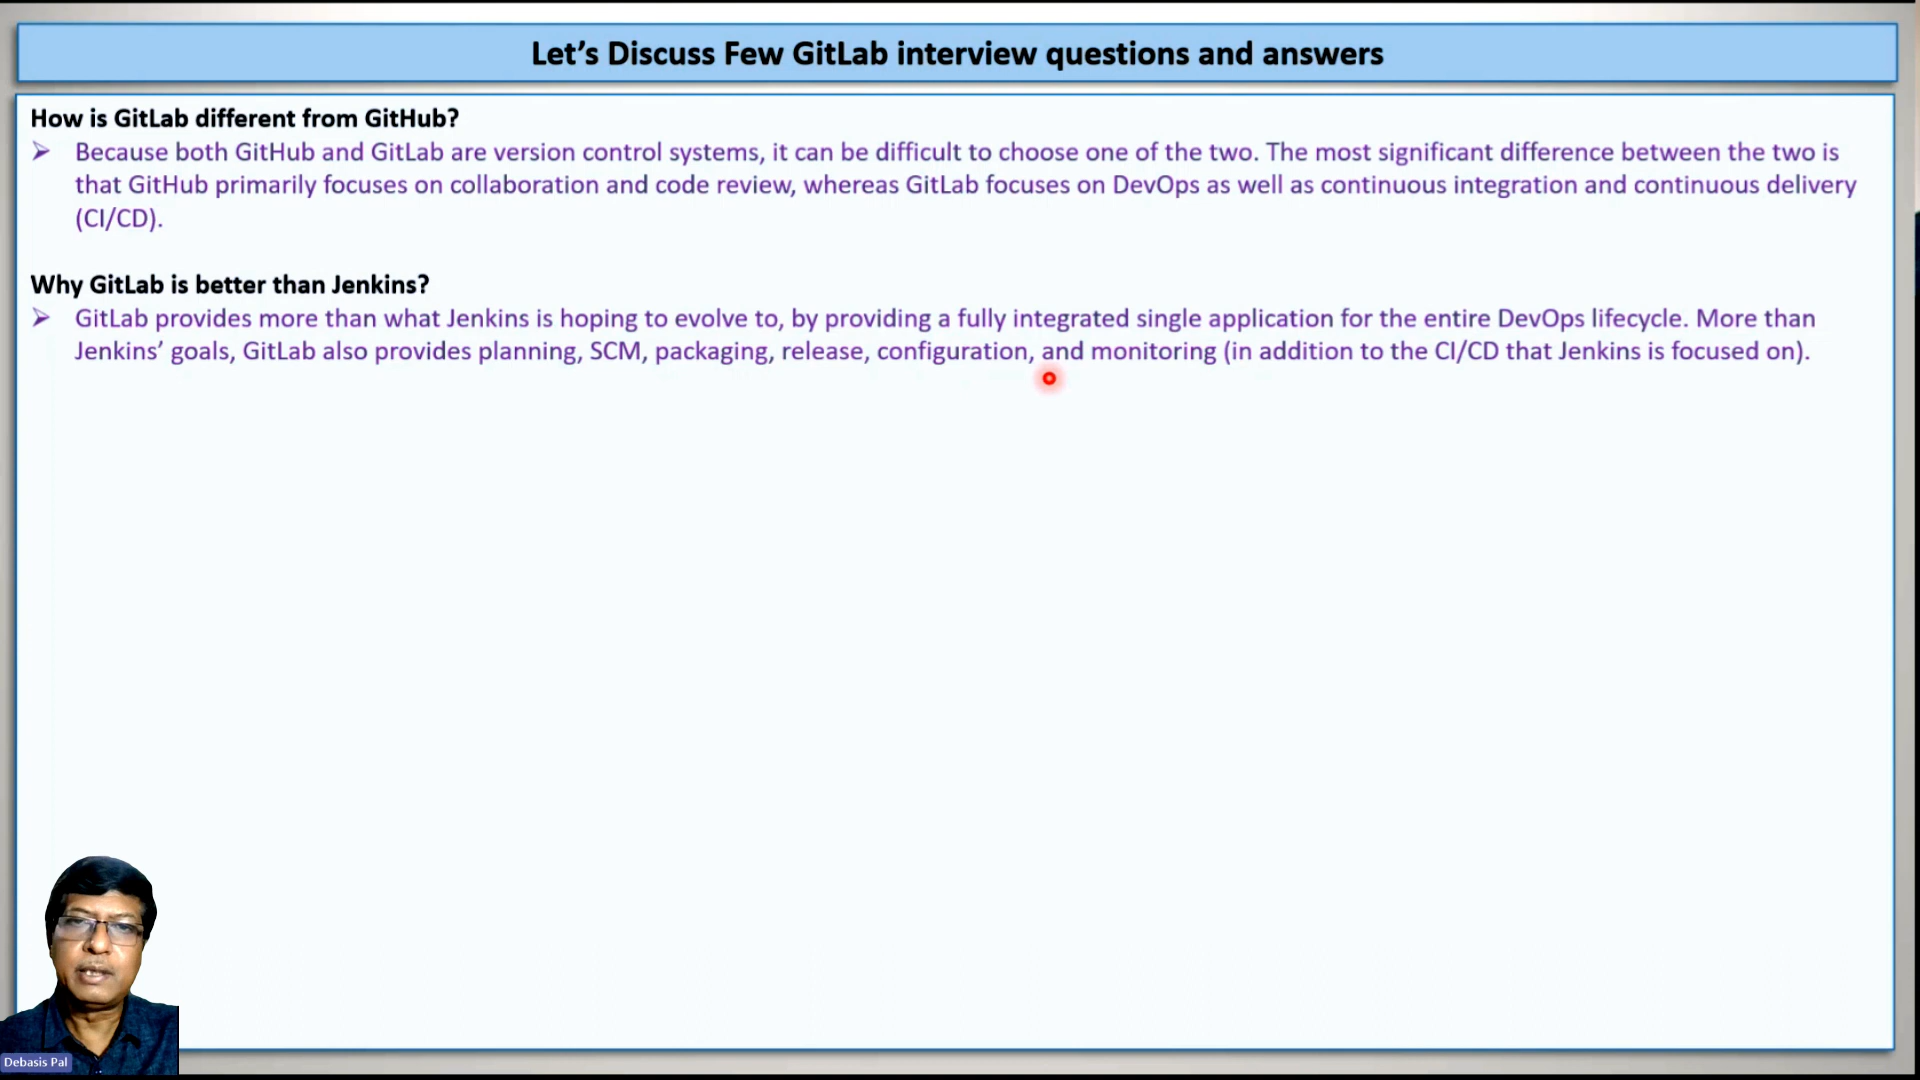 Let’s Discuss Few GitLab interview questions and answers
How is GitLab different from GitHub?
➢ Because both GitHub and GitLab are version control systems, it can be difficult to choose one of the two. The most significant difference between the two is
that GitHub primarily focuses on collaboration and code review, whereas GitLab focuses on DevOps as well as continuous integration and continuous delivery
(CI/CD).
Why GitLab is better than Jenkins?
➢ GitLab provides more than what Jenkins is hoping to evolve to, by providing a fully integrated single application for the entire DevOps lifecycle. More than
Jenkins’ goals, GitLab also provides planning, SCM, packaging, release, configuration, and monitoring (in addition to the CI/CD that Jenkins is focused on).
Debasis Pal